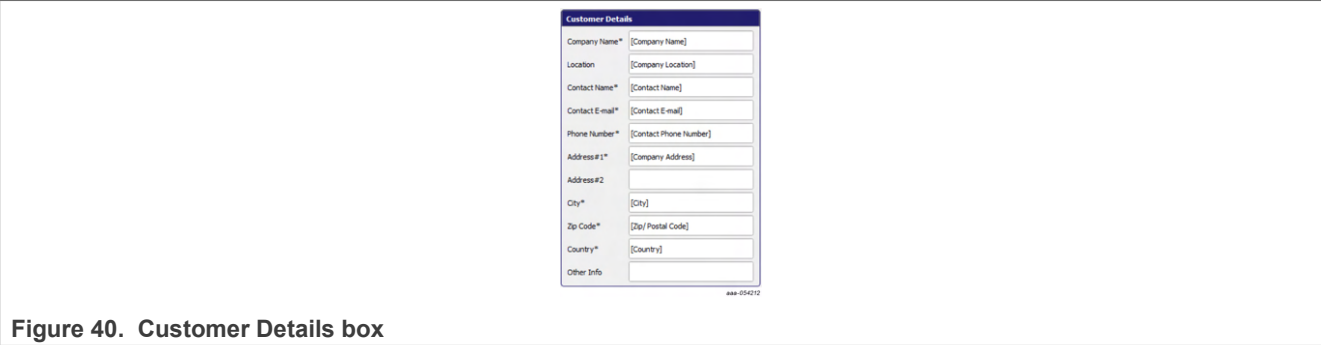 Customer Details
Company Name* [Company Name]
Location [Company Location]
Contact Name* [Contact Name]
Contact E-mail* [Contact E-mail]
Phone Number* [Contact Phone Number]
Address#1* [Company Address]
Address#2
City* [City]
Zip Code* [Zip/ Postal Code]
Country* [Country]
Other Info
aaa-054212
Figure 40. Customer Details box